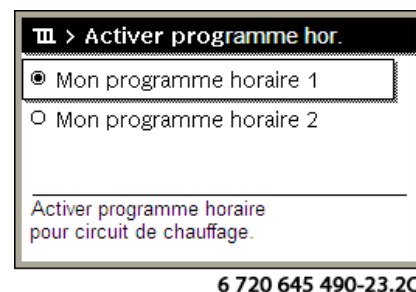 > Activer programme hor.
Mon programme horaire 1
Mon programme horaire 2
Activer programme horaire
pour circuit de chauffage.
6 720 645 490-23.2O